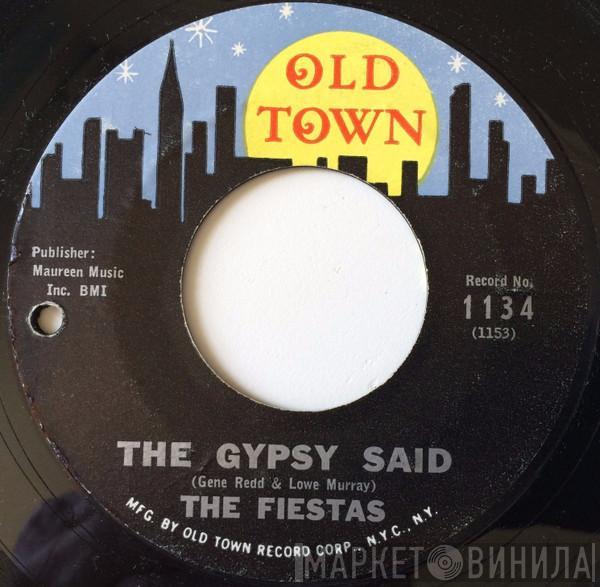 OLD
TOWN
Publisher:
Maureen Music
Inc. BMI
Record No.
1134
(1153)
THE GYPSY SAID
(Gene Redd & Lowe Murray)
THE FIESTAS
MFG. BY OLD TOWN RECORD CORP., N.Y.C., N.Y.
МАРКЕТ ВИНИЛА